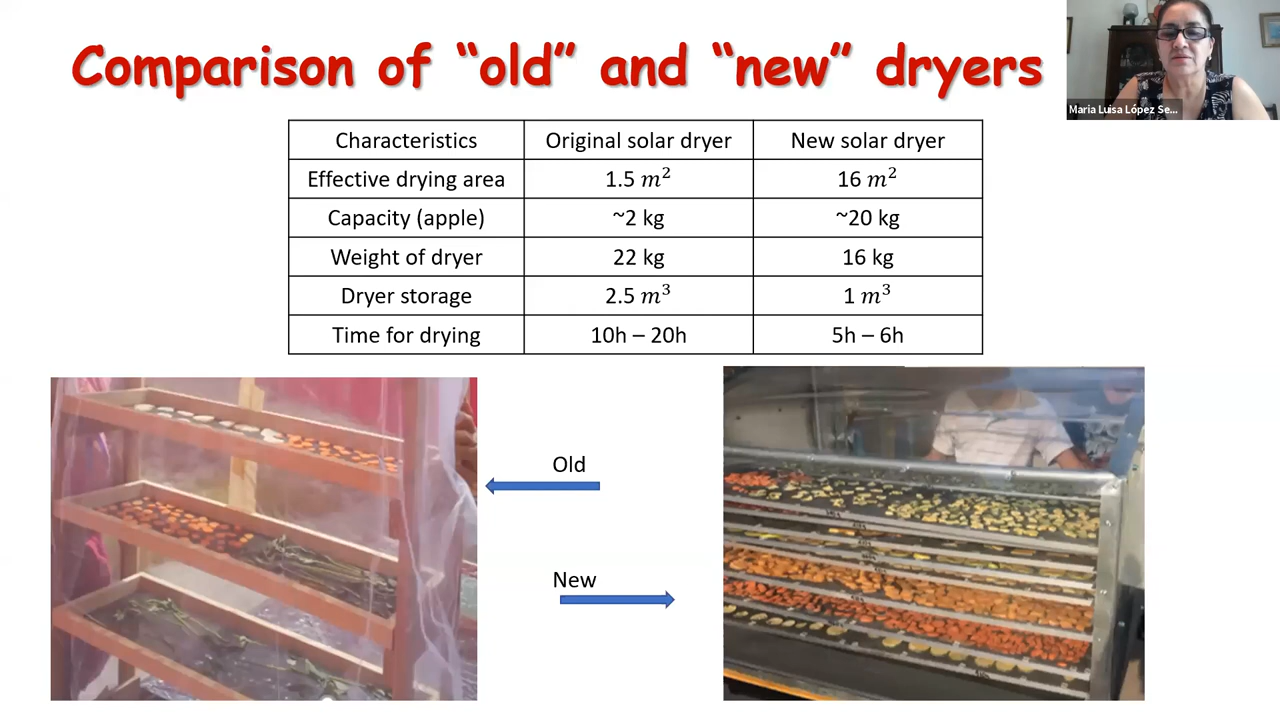 Comparison of “old” and “new” dryers
Maria Luisa López Se...
Characteristics Original solar dryer New solar dryer
Effective drying area 1.5 m² 16 m²
Capacity (apple) ~2 kg ~20 kg
Weight of dryer 22 kg 16 kg
Dryer storage 2.5 m³ 1 m³
Time for drying 10h – 20h 5h – 6h
Old
New